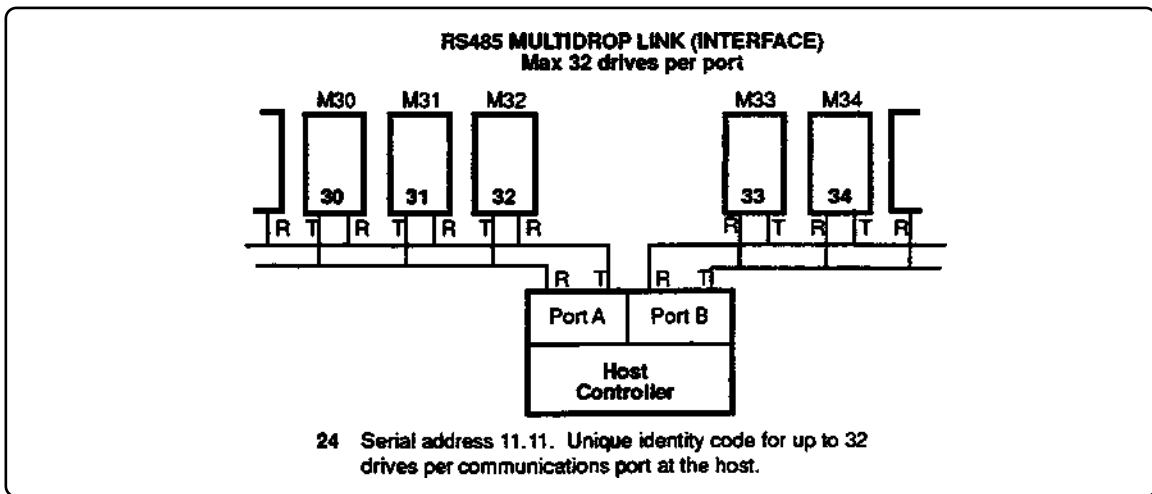 RS485 MULTIDROP LINK (INTERFACE)
Max 32 drives per port
M30 M31 M32 M33 M34
30 31 32 33 34
R T R T R T R R T R T R
R T R T
Port A Port B
Host
Controller
24 Serial address 11.11. Unique identity code for up to 32
drives per communications port at the host.